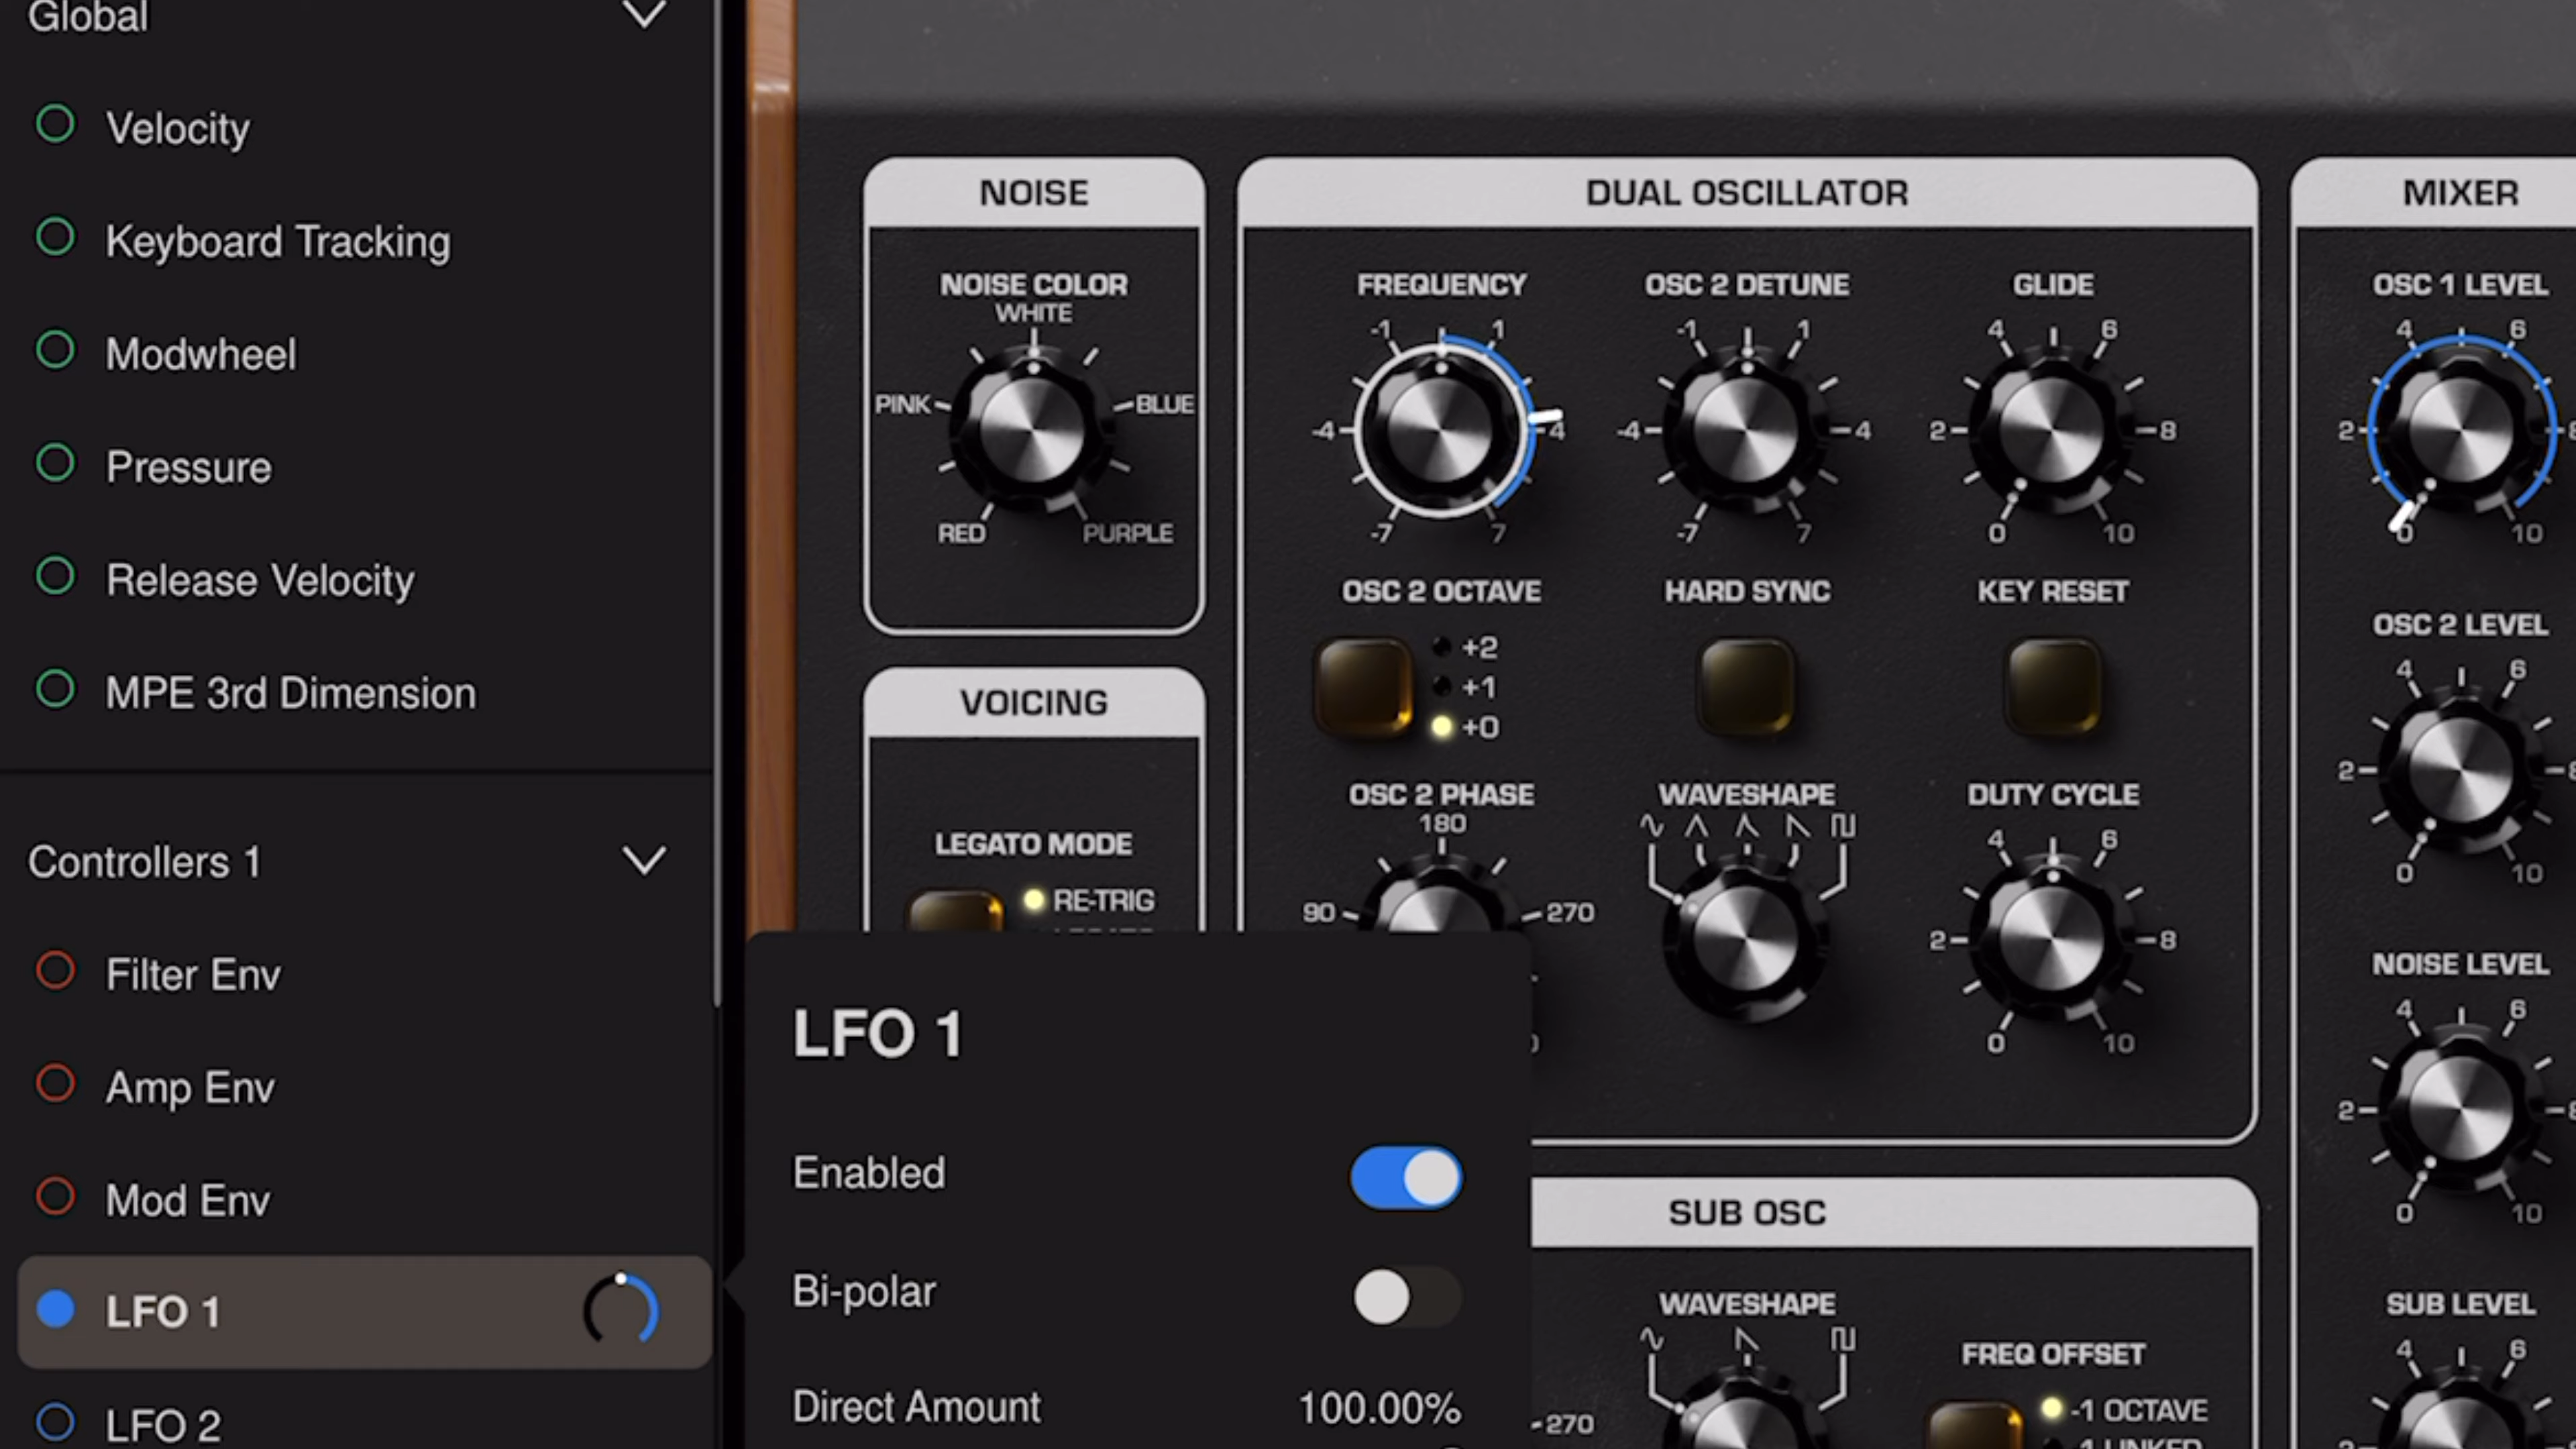 Global
Velocity
Keyboard Tracking
Modwheel
Pressure
Release Velocity
MPE 3rd Dimension
Controllers 1
Filter Env
Amp Env
Mod Env
LFO 1
LFO 2
NOISE
NOISE COLOR
WHITE
PINK
BLUE
RED
PURPLE
VOICING
LEGATO MODE
RE-TRIG
LFO 1
Enabled
Bi-polar
Direct Amount 100.00%
DUAL OSCILLATOR
FREQUENCY
-1 1
-4 4
-7 7
OSC 2 DETUNE
-1 1
-4 4
-7 7
GLIDE
4 6
2 8
0 10
OSC 2 OCTAVE
+2
+1
+0
HARD SYNC
KEY RESET
OSC 2 PHASE
180
90 270
WAVESHAPE
DUTY CYCLE
4 6
2 8
0 10
SUB OSC
WAVESHAPE
270
FREQ OFFSET
-1 OCTAVE
MIXER
OSC 1 LEVEL
4 6
2 8
0 10
OSC 2 LEVEL
4 6
2 8
0 10
NOISE LEVEL
4 6
2 8
0 10
SUB LEVEL
4 6